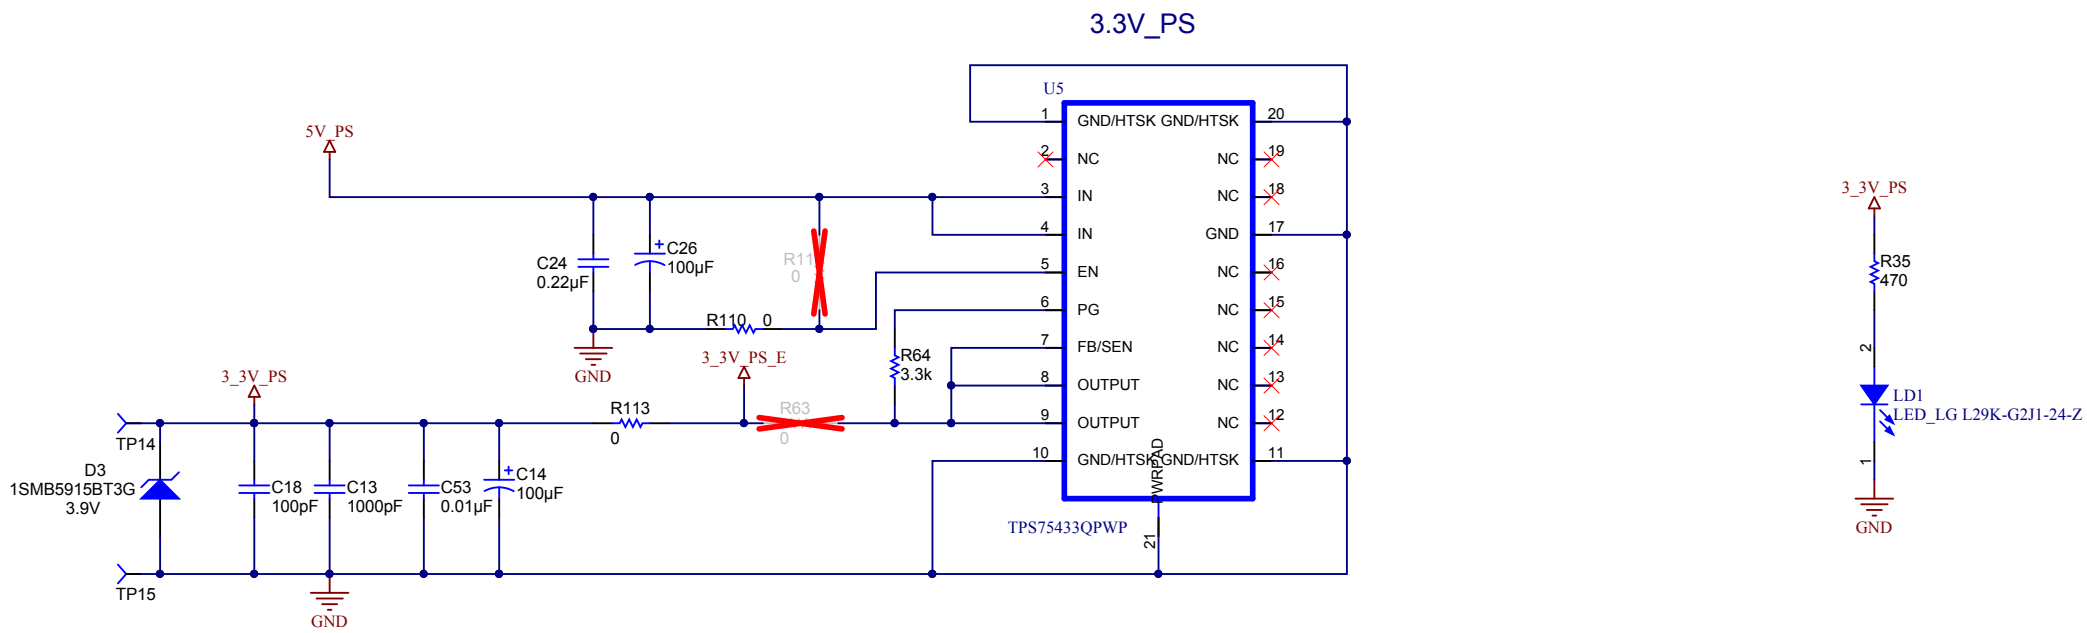 3.3V_PS
U5
1 GND/HTSK GND/HTSK 20
2 NC NC 19
3 IN NC 18
4 IN GND 17
5 EN NC 16
6 PG NC 15
7 FB/SEN NC 14
8 OUTPUT NC 13
9 OUTPUT NC 12
10 GND/HTSK GND/HTSK 11
PWRPAD
21
TPS75433QPWP
5V_PS
C24
0.22µF
C26
100µF
+
R11
0
R110 0
GND
3_3V_PS_E
R64
3.3k
R63
0
R113
0
3_3V_PS
TP14
D3
1SMB5915BT3G
3.9V
C18
100pF
C13
1000pF
C53
0.01µF
+
C14
100µF
TP15
GND
3_3V_PS
R35
470
2
LD1
LED_LG L29K-G2J1-24-Z
1
GND